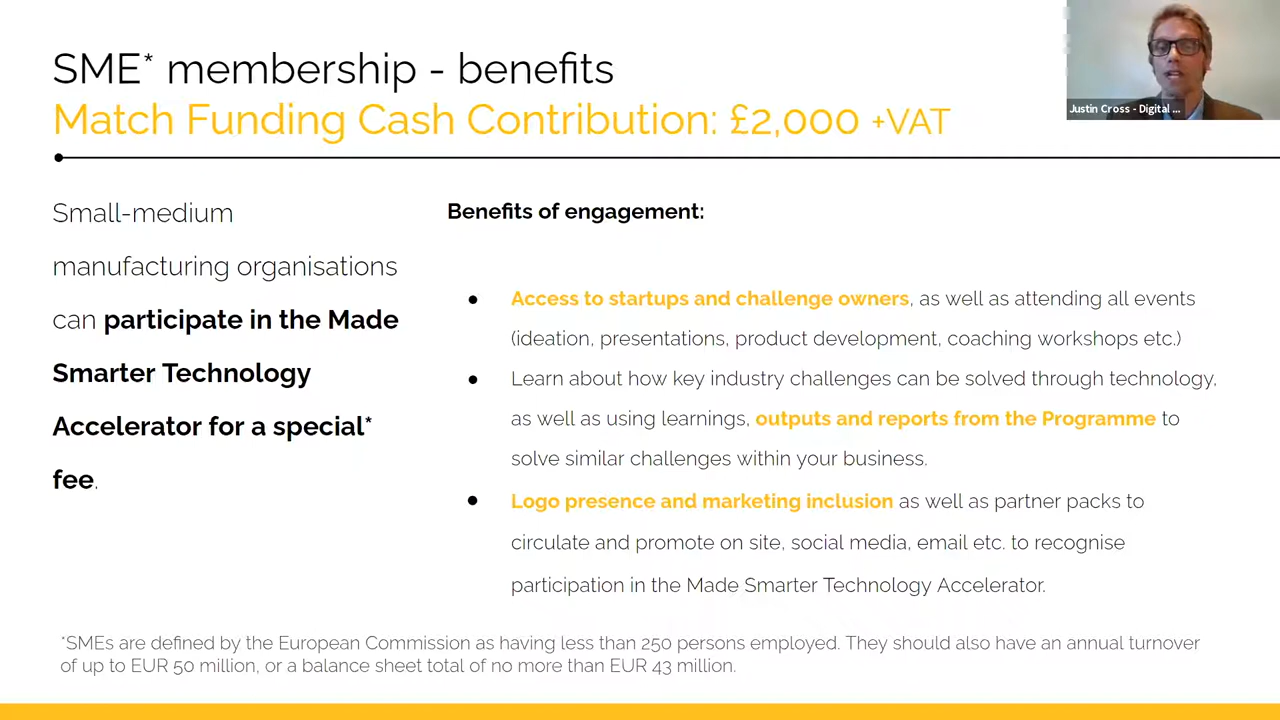 SME* membership - benefits
Match Funding Cash Contribution: £2,000 +VAT
Justin Cross - Digital ...
Small-medium
manufacturing organisations
can participate in the Made
Smarter Technology
Accelerator for a special*
fee.
Benefits of engagement:
● Access to startups and challenge owners, as well as attending all events
(ideation, presentations, product development, coaching workshops etc.)
● Learn about how key industry challenges can be solved through technology,
as well as using learnings, outputs and reports from the Programme to
solve similar challenges within your business.
● Logo presence and marketing inclusion as well as partner packs to
circulate and promote on site, social media, email etc. to recognise
participation in the Made Smarter Technology Accelerator.
*SMEs are defined by the European Commission as having less than 250 persons employed. They should also have an annual turnover
of up to EUR 50 million, or a balance sheet total of no more than EUR 43 million.